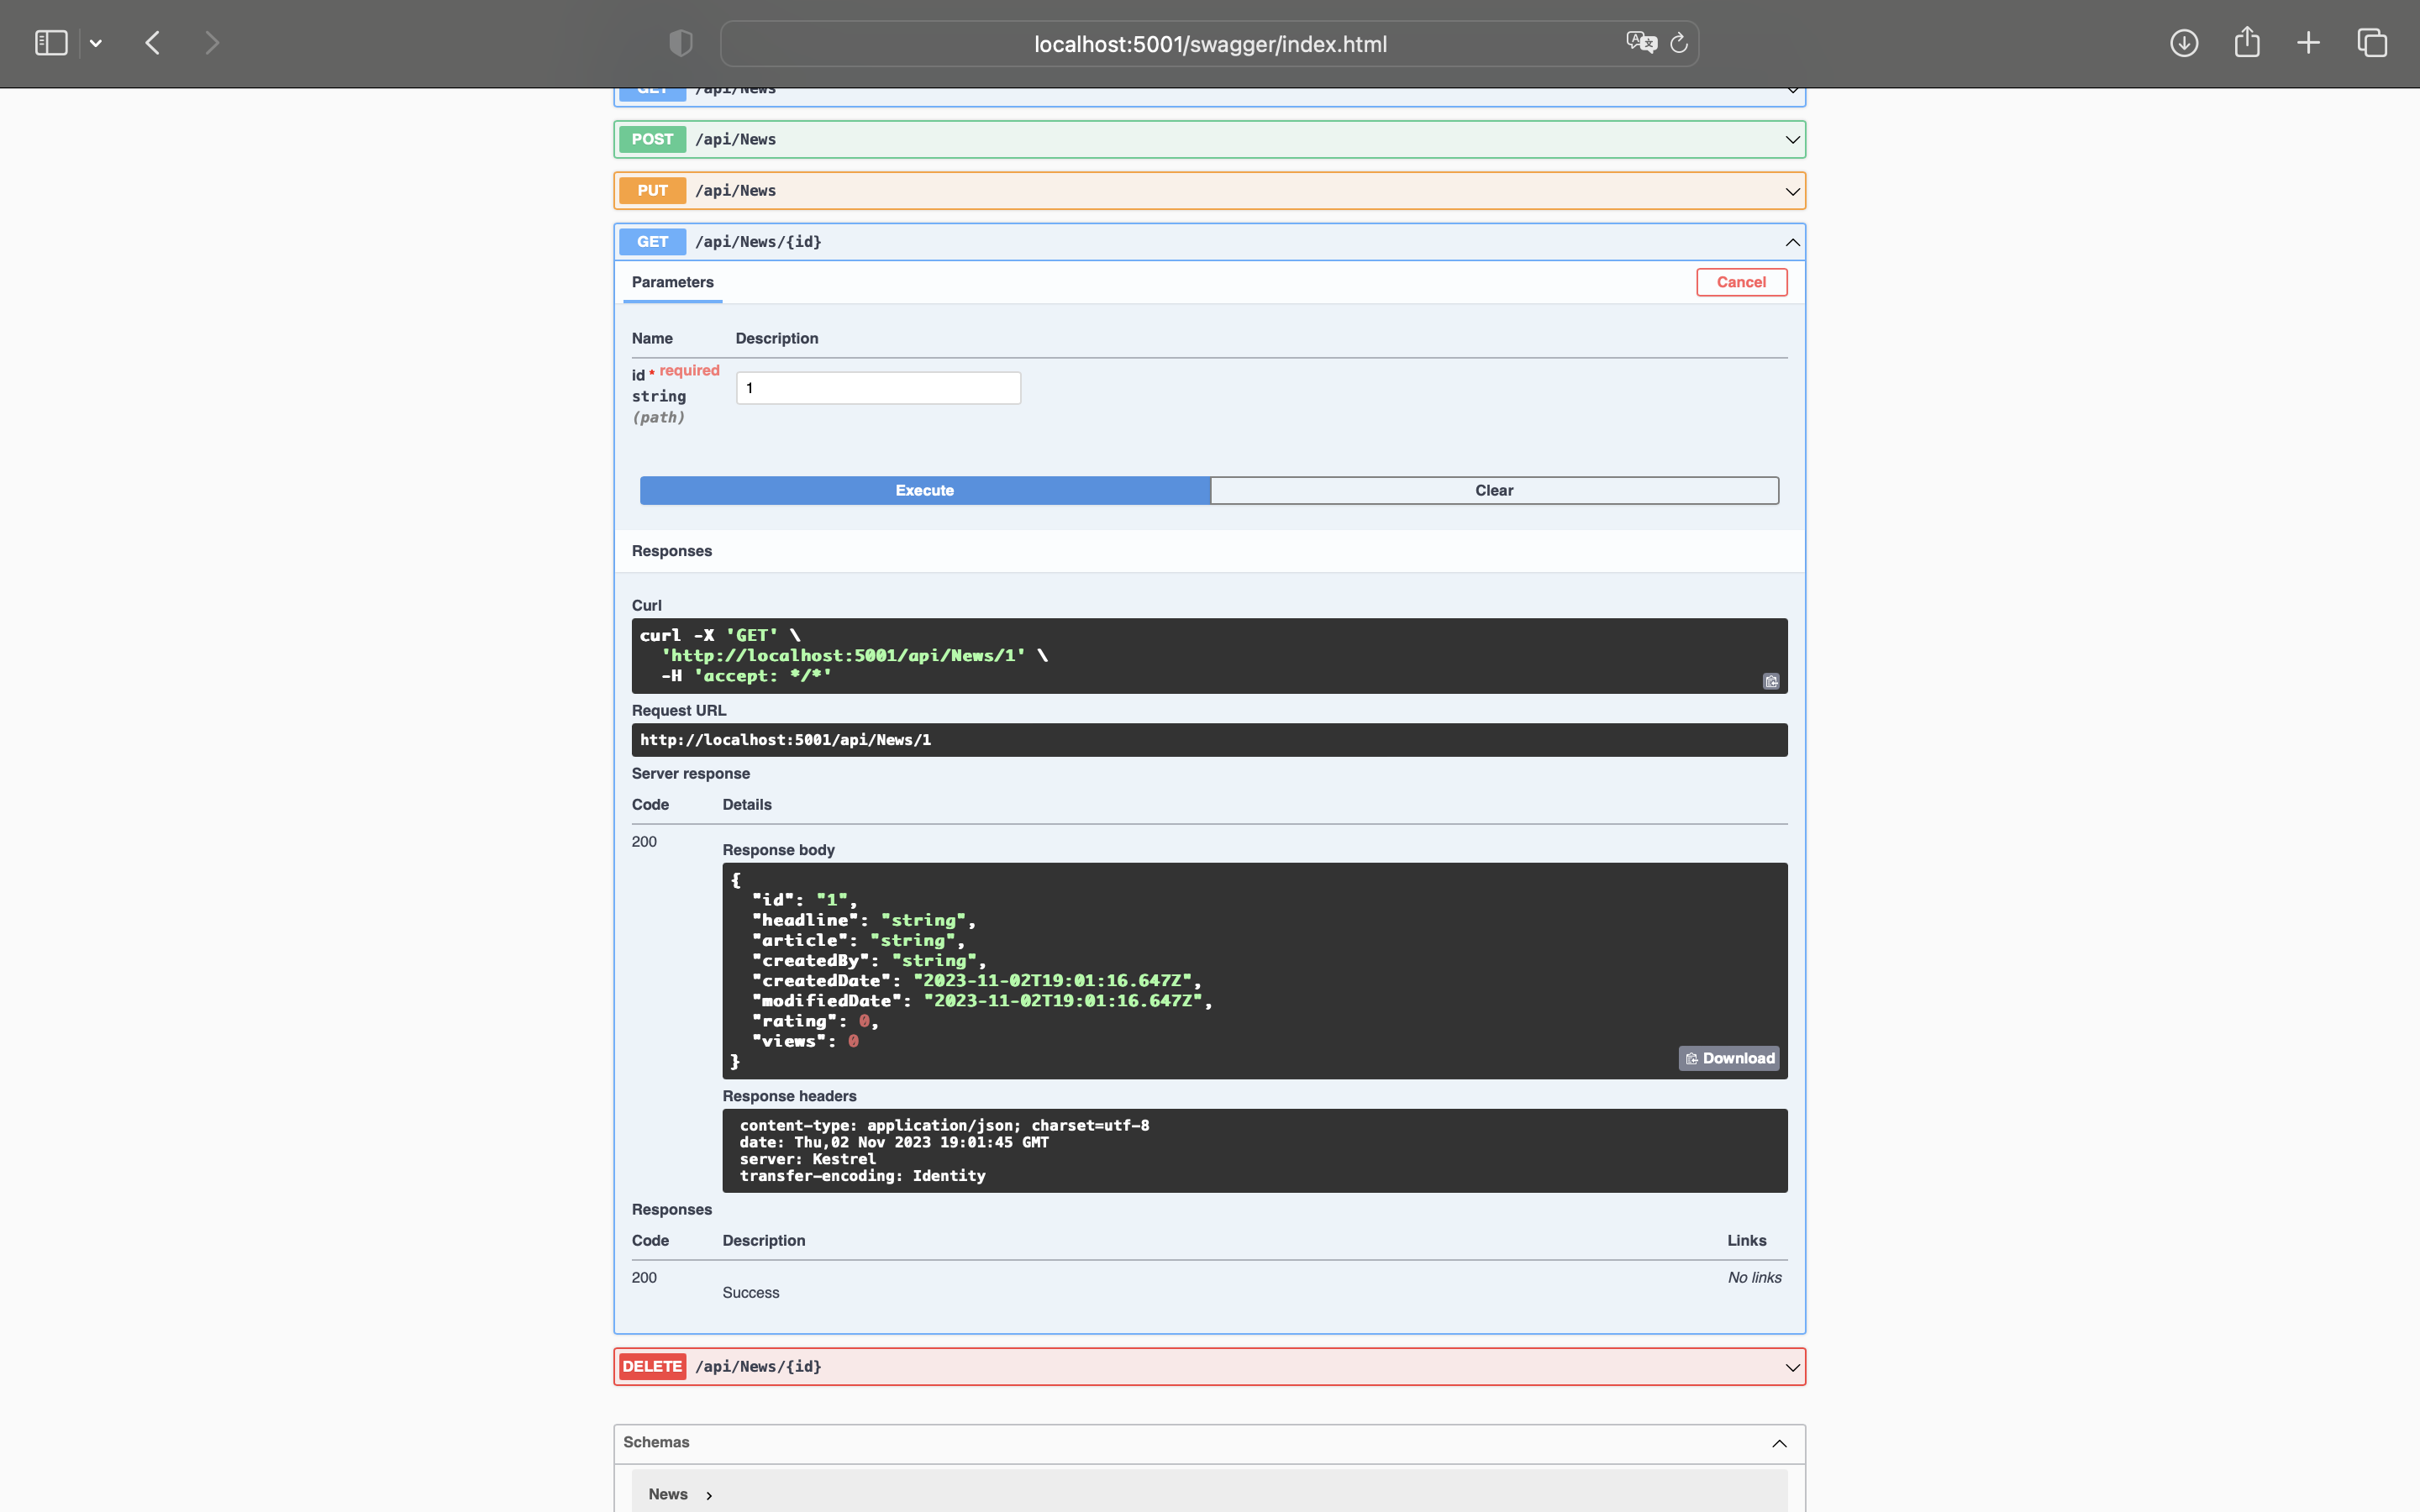 localhost:5001/swagger/index.html
GET /api/News
POST /api/News
PUT /api/News
GET /api/News/{id}
Parameters
Cancel
Name Description
id * required
string
(path)
1
Execute Clear
Responses
Curl
curl -X 'GET' \
'http://localhost:5001/api/News/1' \
-H 'accept: */*'
Request URL
http://localhost:5001/api/News/1
Server response
Code Details
200
Response body
{
"id": "1",
"headline": "string",
"article": "string",
"createdBy": "string",
"createdDate": "2023-11-02T19:01:16.647Z",
"modifiedDate": "2023-11-02T19:01:16.647Z",
"rating": 0,
"views": 0
}
Download
Response headers
content-type: application/json; charset=utf-8
date: Thu,02 Nov 2023 19:01:45 GMT
server: Kestrel
transfer-encoding: Identity
Responses
Code Description Links
200 No links
Success
DELETE /api/News/{id}
Schemas
News